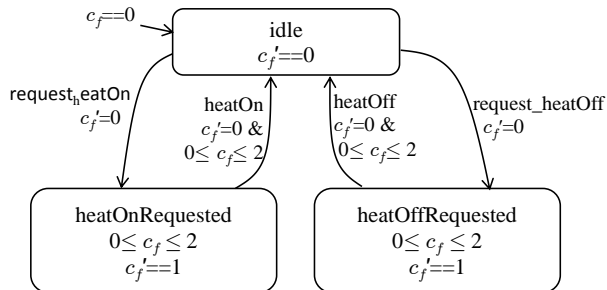 c_f==0
idle
c_f'==0
request_heatOn
c_f'=0
heatOn
c_f'=0 &
0≤ c_f ≤ 2
heatOff
c_f'=0 &
0≤ c_f ≤ 2
request_heatOff
c_f'=0
heatOnRequested
0≤ c_f ≤ 2
c_f'==1
heatOffRequested
0≤ c_f ≤ 2
c_f'==1